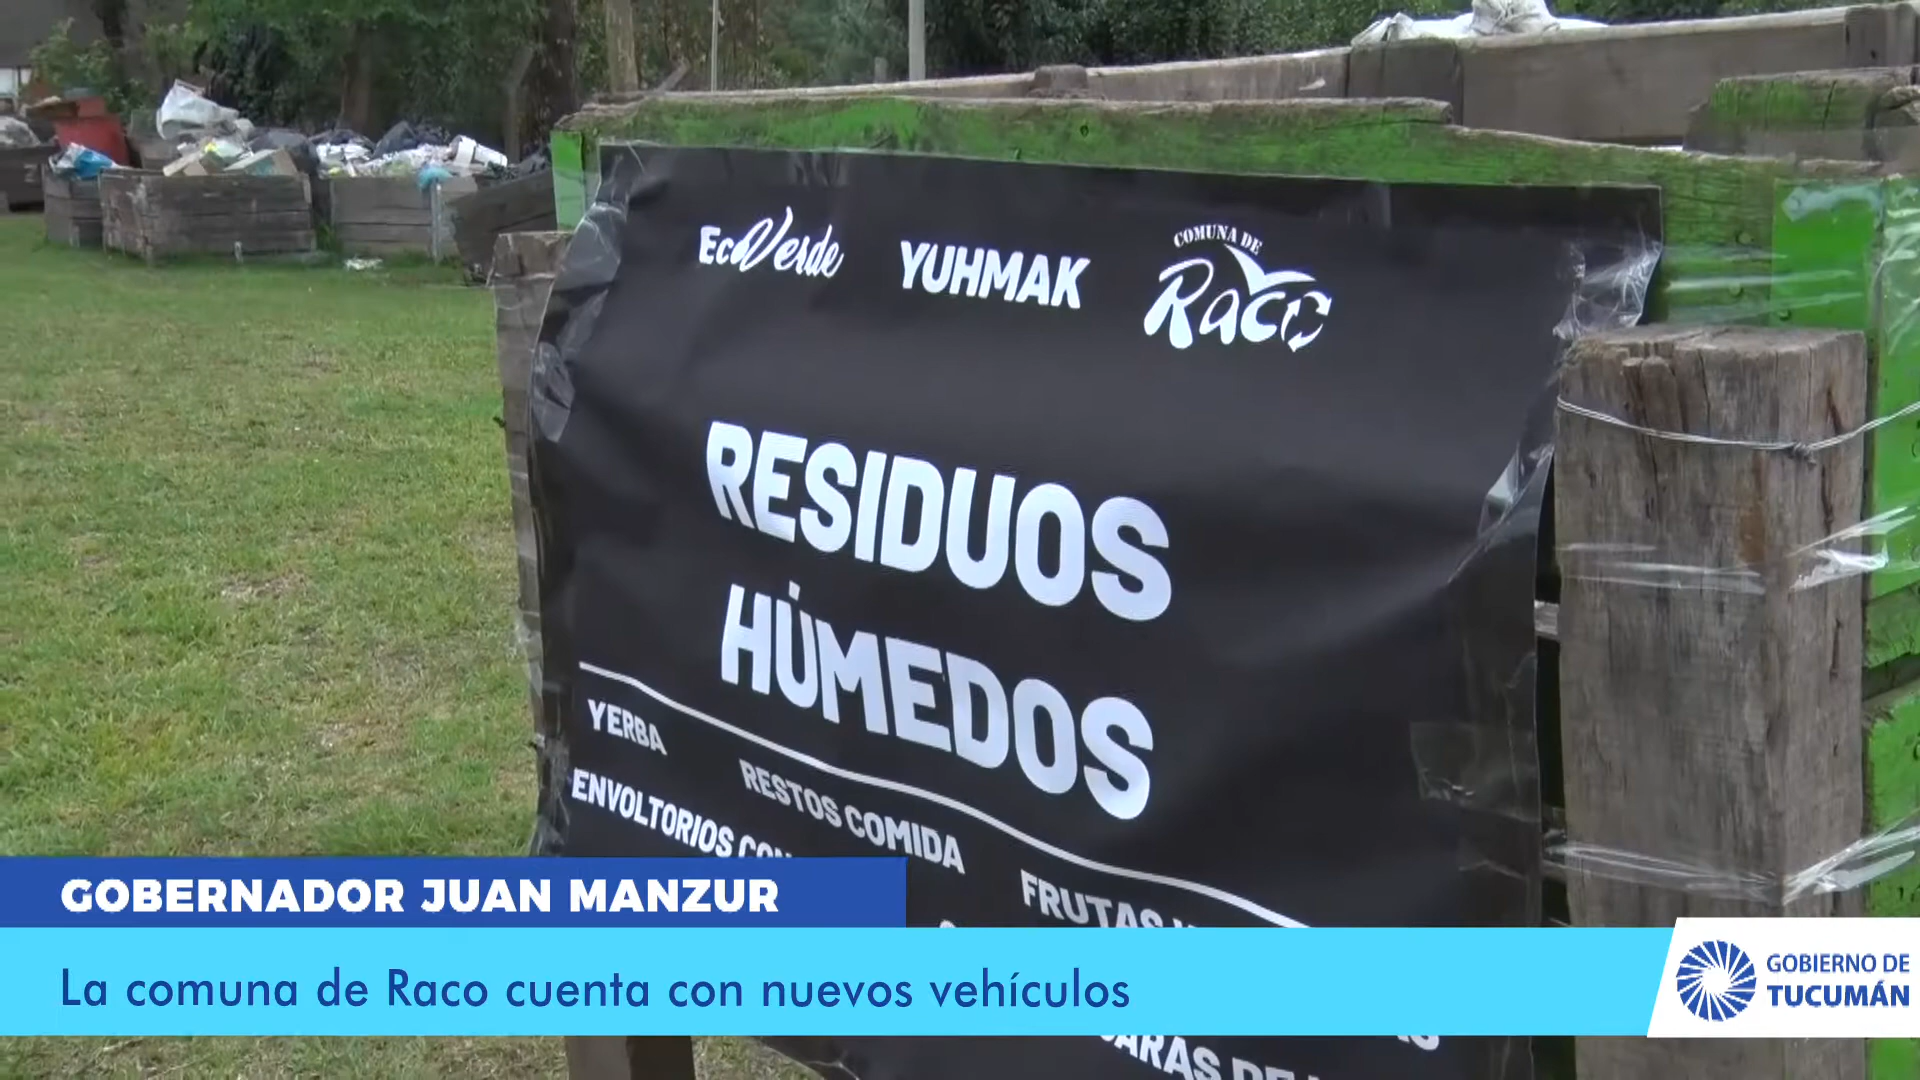 EcoVerde
YUHMAK
COMUNA DE
Raco
RESIDUOS
HÚMEDOS
YERBA
RESTOS COMIDA
ENVOLTORIOS
FRUTAS
GOBERNADOR JUAN MANZUR
La comuna de Raco cuenta con nuevos vehículos
GOBIERNO DE
TUCUMÁN